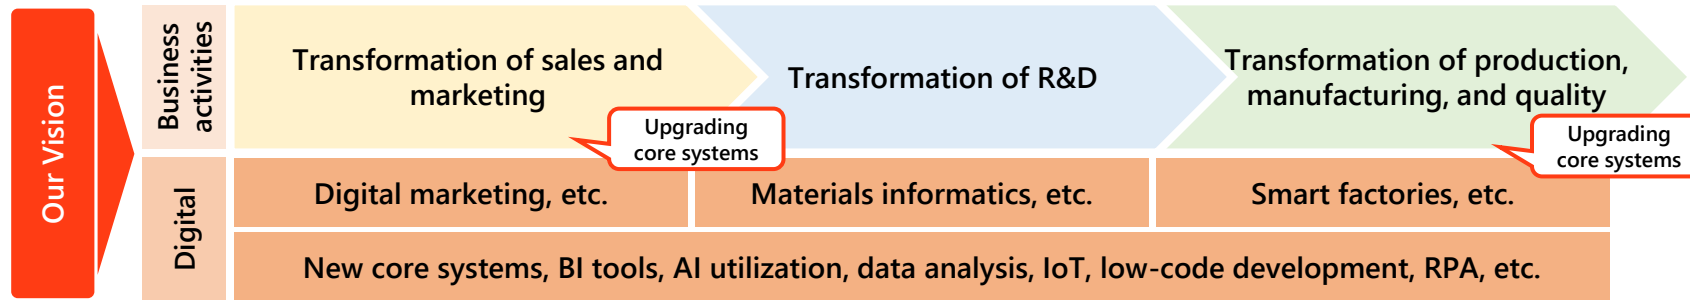 Our Vision
Business
activities
Transformation of sales and
marketing
Upgrading
core systems
Transformation of R&D
Transformation of production,
manufacturing, and quality
Upgrading
core systems
Digital
Digital marketing, etc.
Materials informatics, etc.
Smart factories, etc.
New core systems, BI tools, AI utilization, data analysis, IoT, low-code development, RPA, etc.